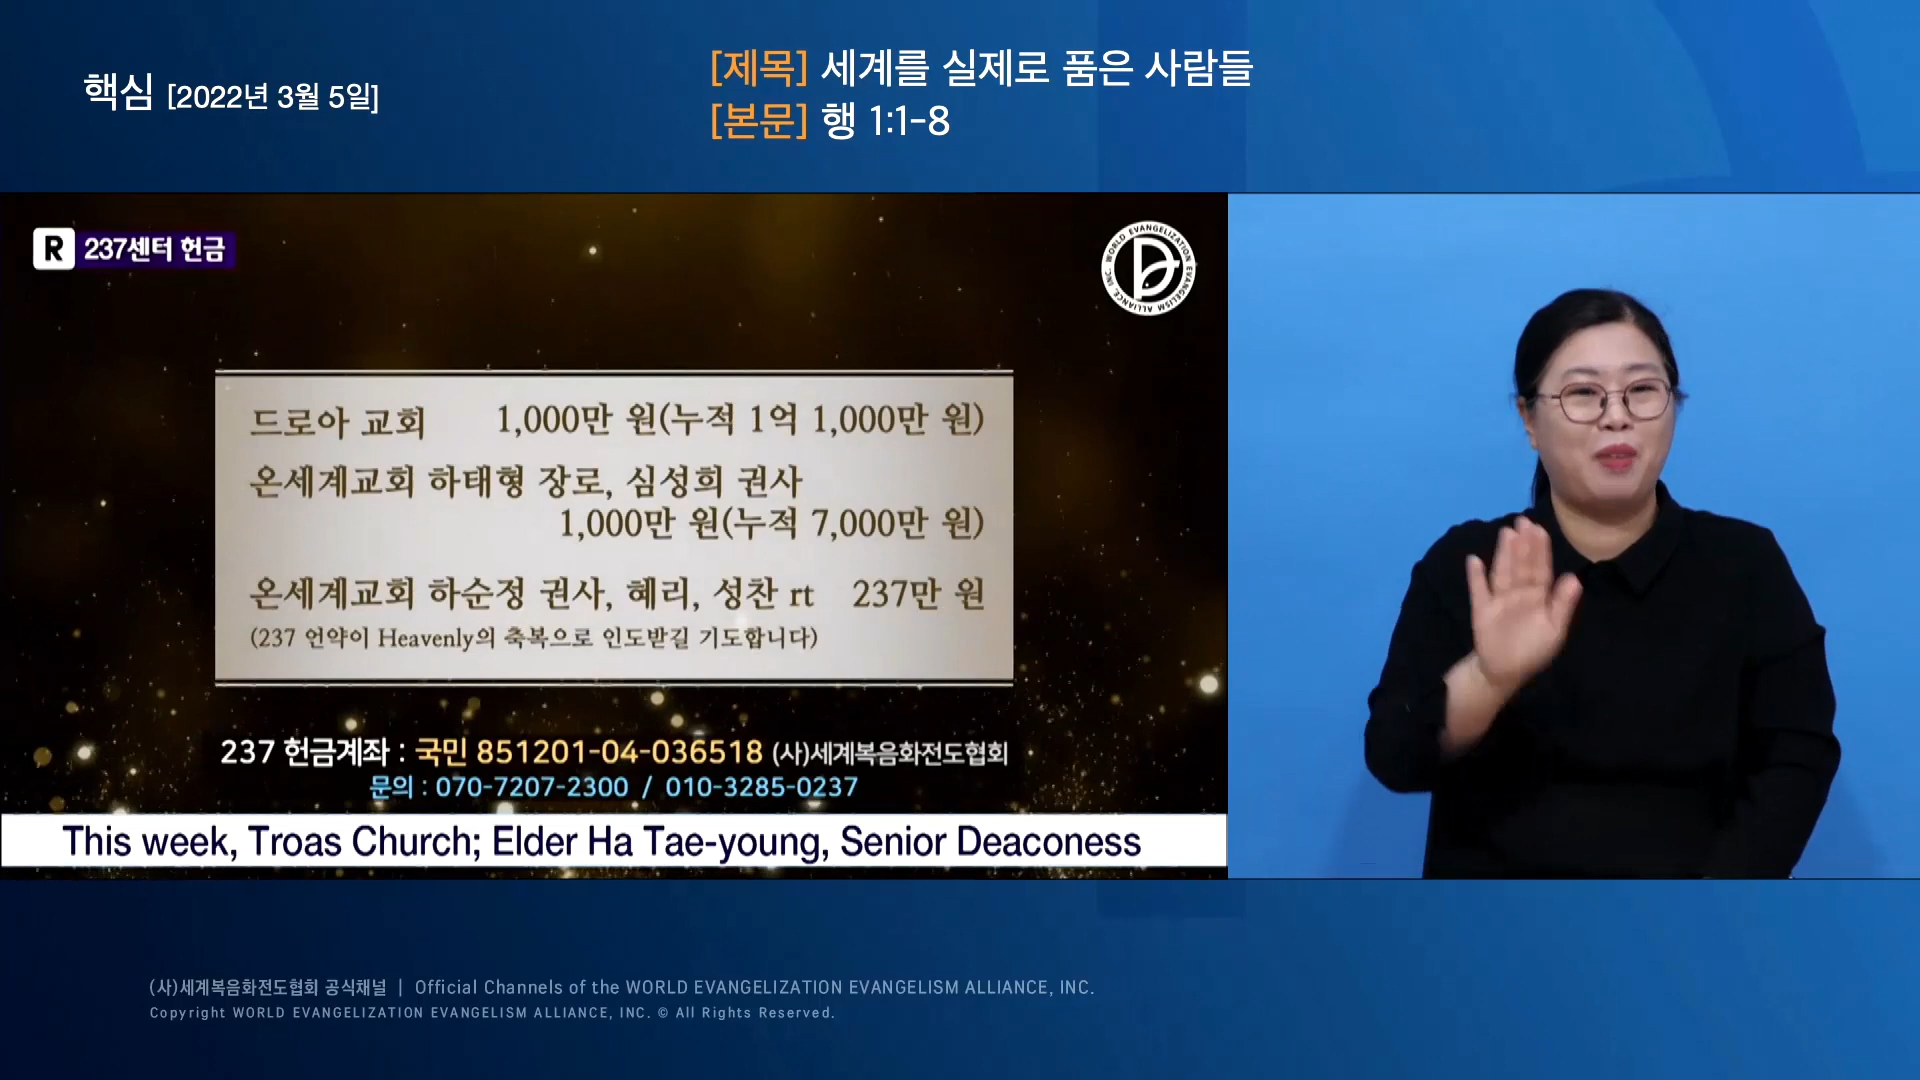 핵심 [2022년 3월 5일]
[제목] 세계를 실제로 품은 사람들
[본문] 행 1:1-8
R 237센터 헌금
WORLD EVANGELIZATION EVANGELISM ALLIANCE, INC.
드로아 교회 1,000만 원(누적 1억 1,000만 원)
온세계교회 하태형 장로, 심성희 권사
1,000만 원(누적 7,000만 원)
온세계교회 하순정 권사, 혜리, 성찬 rt 237만 원
(237 언약이 Heavenly의 축복으로 인도받길 기도합니다)
237 헌금계좌 : 국민 851201-04-036518 (사)세계복음화전도협회
문의 : 070-7207-2300 / 010-3285-0237
This week, Troas Church; Elder Ha Tae-young, Senior Deaconess
(사)세계복음화전도협회 공식채널 | Official Channels of the WORLD EVANGELIZATION EVANGELISM ALLIANCE, INC.
Copyright WORLD EVANGELIZATION EVANGELISM ALLIANCE, INC. © All Rights Reserved.